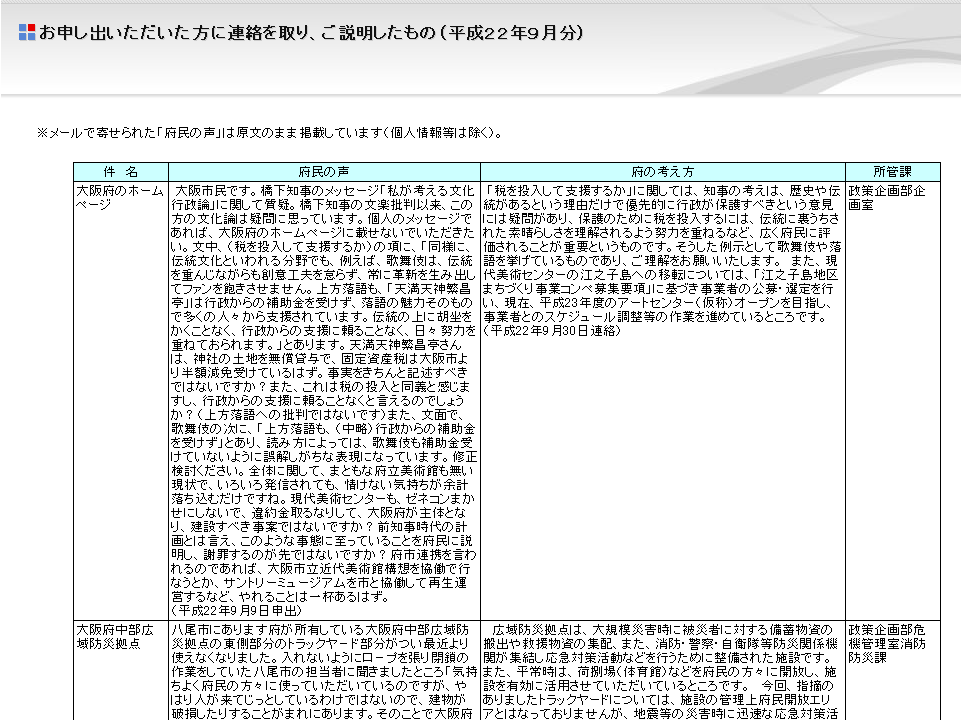 お申し出いただいた方に連絡を取り、ご説明したもの（平成２２年９月分）
※メールで寄せられた「府民の声」は原文のまま掲載しています（個人情報等は除く）。
件 名
府民の声
府の考え方
所管課
大阪府のホーム
ページ
大阪市民です。橋下知事のメッセージ「私が考える文化
行政論」に関して質疑。橋下知事の文楽批判以来、この
方の文化論は疑問に思っています。個人のメッセージで
あれば、大阪府のホームページに載せないでいただきた
い。文中、（税を投入して支援するか）の項に、「同様に、
伝統文化といわれる分野でも、例えば、歌舞伎は、伝統
を重んじながらも創意工夫を怠らず、常に革新を生み出し
てファンを飽きさせません。上方落語も、「天満天神繁昌
亭」は行政からの補助金を受けず、落語の魅力そのもの
で多くの人々から支援されています。伝統の上に胡坐を
かくことなく、行政からの支援に頼ることなく、日々努力を
重ねておられます。」とあります。天満天神繁昌亭さん
は、神社の土地を無償貸与で、固定資産税は大阪市よ
り半額減免受けているはず。事実をきちんと記述すべき
ではないですか？また、これは税の投入と同義と感じま
すし、行政からの支援に頼ることなくと言えるのでしょう
か？（上方落語への批判ではないです）また、文面で、
歌舞伎の次に、「上方落語も、（中略）行政からの補助金
を受けず」とあり、読み方によっては、歌舞伎も補助金受
けていないように誤解しがちな表現になっています。修正
検討ください。全体に関して、まともな府立美術館も無い
現状で、いろいろ発信されても、情けない気持ちが余計
落ち込むだけですね。現代美術センターも、ゼネコンまか
せにしないで、違約金取るなりして、大阪府が主体とな
り、建設すべき事案ではないですか？前知事時代の計
画とは言え、このような事態に至っていることを府民に説
明し、謝罪するのが先ではないですか？府市連携を言わ
れるのであれば、大阪市立近代美術館構想を協働で行
なうとか、サントリーミュージアムを市と協働して再生運
営するなど、やれることは一杯あるはず。
（平成22年9月9日申出）
「税を投入して支援するか」に関しては、知事の考えは、歴史や伝
統があるという理由だけで優先的に行政が保護すべきという意見
には疑問があり、保護のために税を投入するには、伝統に裏うちさ
れた素晴らしさを理解されるよう努力を重ねるなど、広く府民に評
価されることが重要というものです。そうした例示として歌舞伎や落
語を挙げているものであり、ご理解をお願いいたします。 また、現
代美術センターの江之子島への移転については、「江之子島地区
まちづくり事業コンペ募集要項」に基づき事業者の公募・選定を行
い、現在、平成23年度のアートセンター（仮称）オープンを目指し、
事業者とのスケジュール調整等の作業を進めているところです。
（平成22年9月30日連絡）
政策企画部企
画室
大阪府中部広
域防災拠点
八尾市にあります府が所有している大阪府中部広域防
災拠点の東側部分のトラックヤード部分がつい最近より
使えなくなりました。入れないようにロープを張り閉鎖の
作業をしていた八尾市の担当者に聞きましたところ「気持
ちよく府民の方々に使っていただいているのですが、や
はり人が来てじっとしているわけではないので、建物が
破損したりすることがまれにあります。そのことで大阪府
広域防災拠点は、大規模災害時に被災者に対する備蓄物資の
搬出や救援物資の集配、また、消防・警察・自衛隊等防災関係機
関が集結し応急対策活動などを行うために整備された施設です。
また、平常時は、荷捌場（体育館）などを府民の方々に開放し、施
設を有効に活用させていただいているところです。 今回、指摘の
ありましたトラックヤードについては、施設の管理上府民開放エリ
アとはなっておりませんが、地震等の災害時に迅速な応急対策活
政策企画部危
機管理室消防
防災課